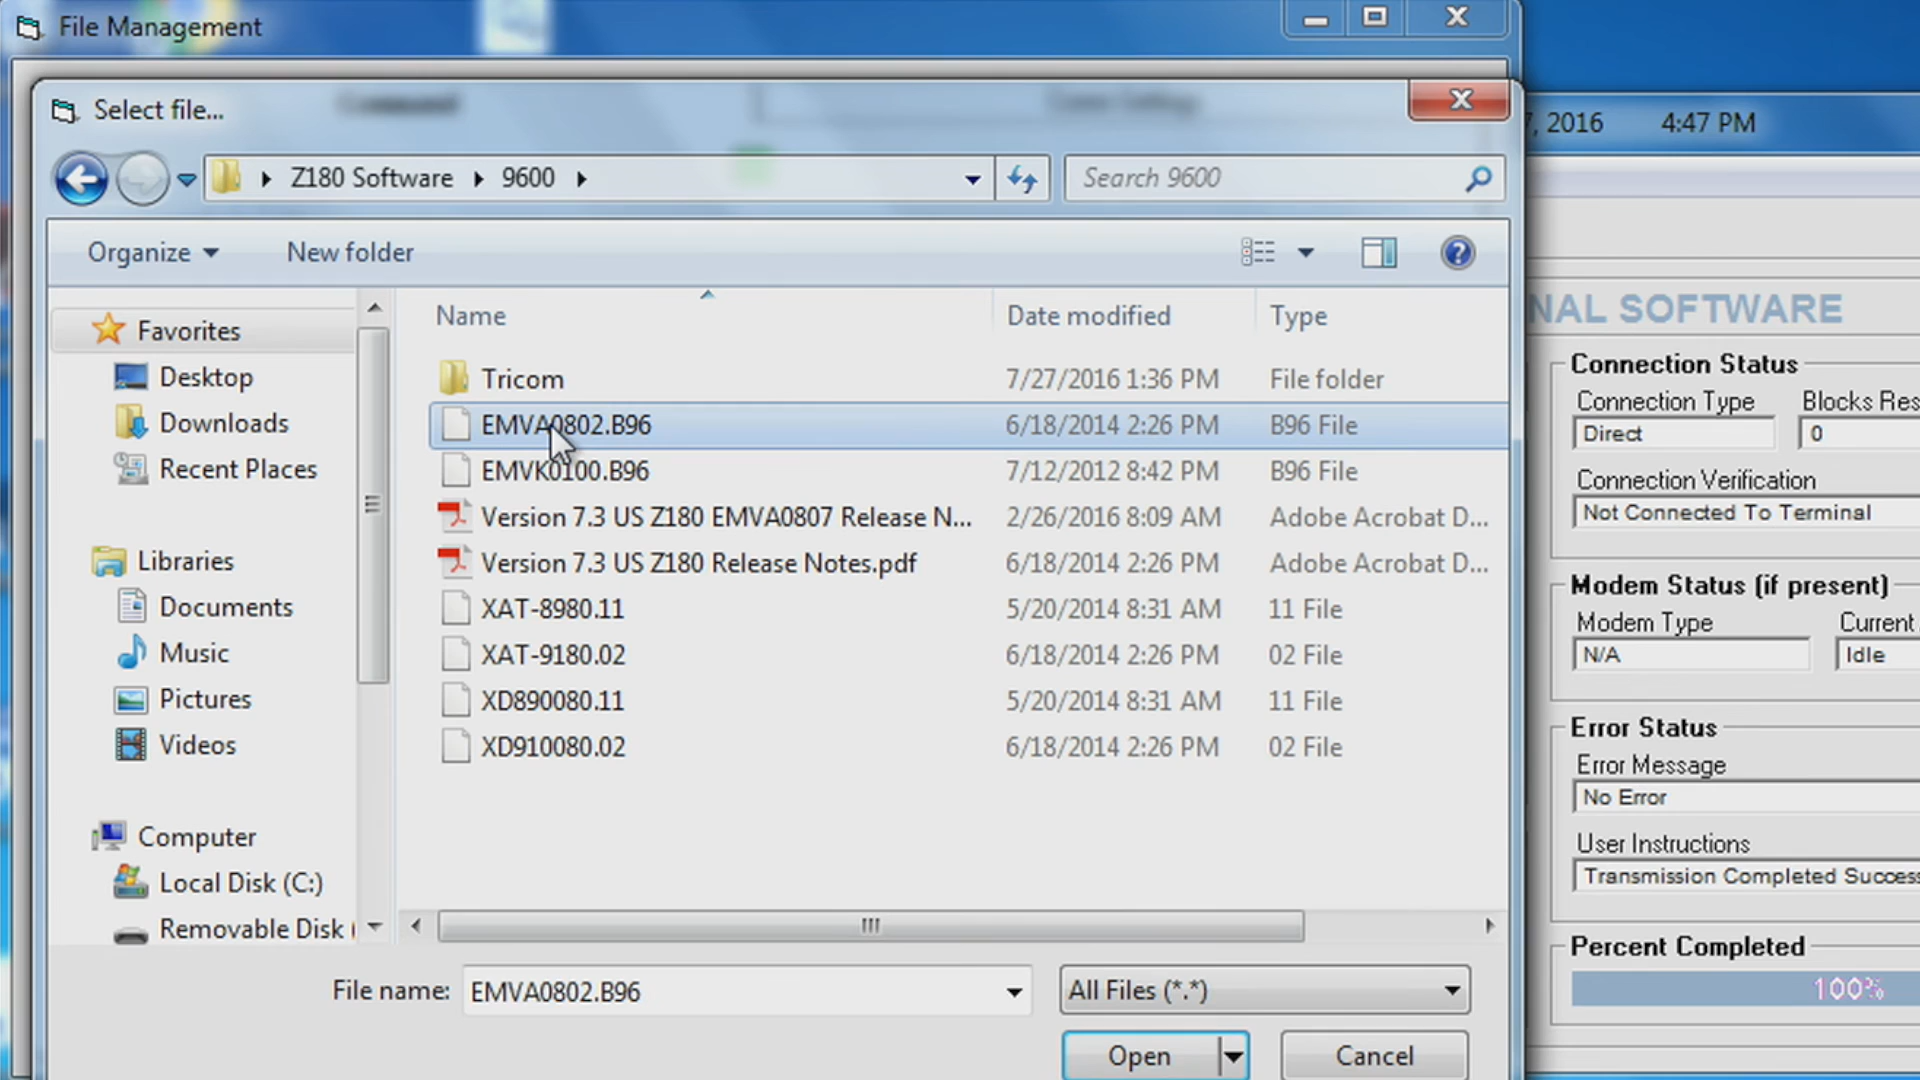 File Management
Select file...
, 2016 4:47 PM
Z180 Software 9600
Search 9600
Organize New folder
Name Date modified Type
Favorites
Desktop
Downloads
Recent Places
Libraries
Documents
Music
Pictures
Videos
Computer
Local Disk (C:)
Removable Disk (
Tricom 7/27/2016 1:36 PM File folder
EMVA0802.B96 6/18/2014 2:26 PM B96 File
EMVK0100.B96 7/12/2012 8:42 PM B96 File
Version 7.3 US Z180 EMVA0807 Release N... 2/26/2016 8:09 AM Adobe Acrobat D...
Version 7.3 US Z180 Release Notes.pdf 6/18/2014 2:26 PM Adobe Acrobat D...
XAT-8980.11 5/20/2014 8:31 AM 11 File
XAT-9180.02 6/18/2014 2:26 PM 02 File
XD890080.11 5/20/2014 8:31 AM 11 File
XD910080.02 6/18/2014 2:26 PM 02 File
File name: EMVA0802.B96 All Files (*.*)
Open Cancel
NAL SOFTWARE
Connection Status
Connection Type Blocks Res
Direct 0
Connection Verification
Not Connected To Terminal
Modem Status (if present)
Modem Type Current
N/A Idle
Error Status
Error Message
No Error
User Instructions
Transmission Completed Success
Percent Completed
100%